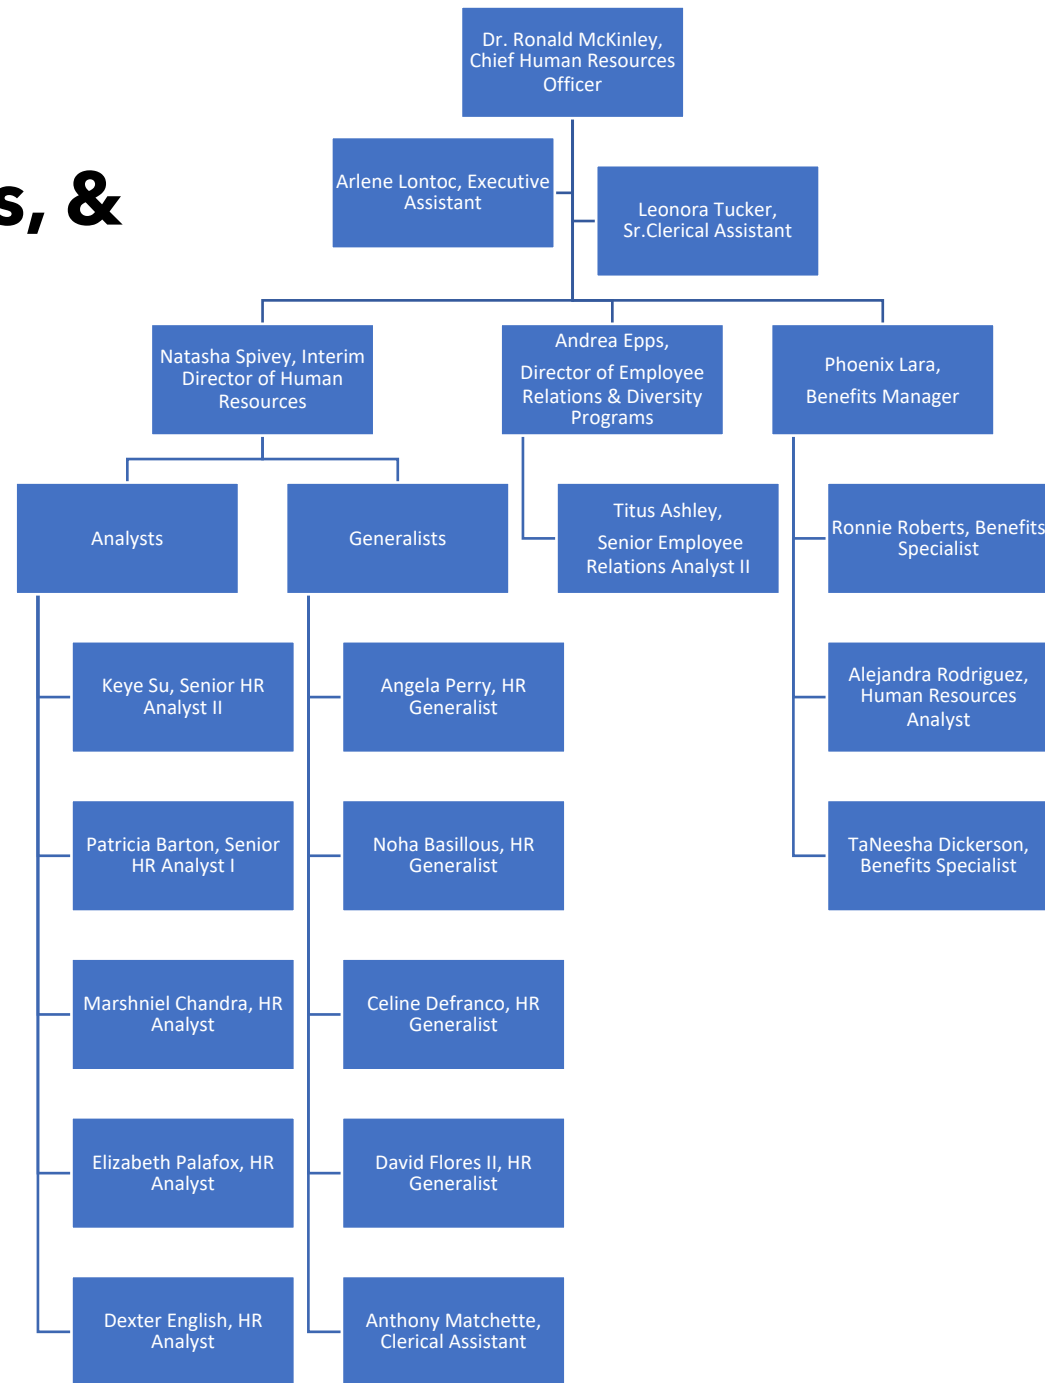 Dr. Ronald McKinley,
Chief Human Resources
Officer
s, &
Arlene Lontoc, Executive
Assistant
Leonora Tucker,
Sr.Clerical Assistant
Natasha Spivey, Interim
Director of Human
Resources
Andrea Epps,
Director of Employee
Relations & Diversity
Programs
Phoenix Lara,
Benefits Manager
Analysts
Generalists
Titus Ashley,
Senior Employee
Relations Analyst II
Ronnie Roberts, Benefits
Specialist
Keye Su, Senior HR
Analyst II
Angela Perry, HR
Generalist
Alejandra Rodriguez,
Human Resources
Analyst
Patricia Barton, Senior
HR Analyst I
Noha Basillous, HR
Generalist
TaNeesha Dickerson,
Benefits Specialist
Marshniel Chandra, HR
Analyst
Celine Defranco, HR
Generalist
Elizabeth Palafox, HR
Analyst
David Flores II, HR
Generalist
Dexter English, HR
Analyst
Anthony Matchette,
Clerical Assistant